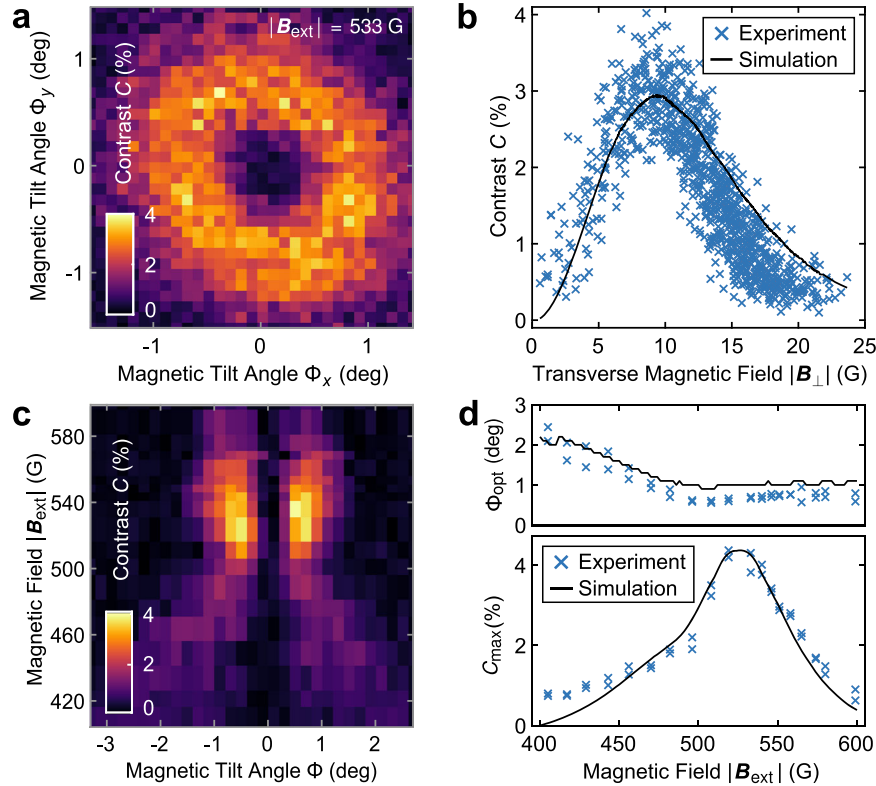 a
|B_ext| = 533 G
Magnetic Tilt Angle Φ_y (deg)
1
0
-1
Contrast C (%)
4
2
0
-1 0 1
Magnetic Tilt Angle Φ_x (deg)
b
Contrast C (%)
4
3
2
1
0
× Experiment
Simulation
0 5 10 15 20 25
Transverse Magnetic Field |B_⊥| (G)
c
Magnetic Field |B_ext| (G)
580
540
500
460
420
Contrast C (%)
4
2
0
-3 -2 -1 0 1 2
Magnetic Tilt Angle Φ (deg)
d
Φ_opt (deg)
3
2
1
0
× Experiment
Simulation
C_max(%)
4
2
0
400 450 500 550 600
Magnetic Field |B_ext| (G)